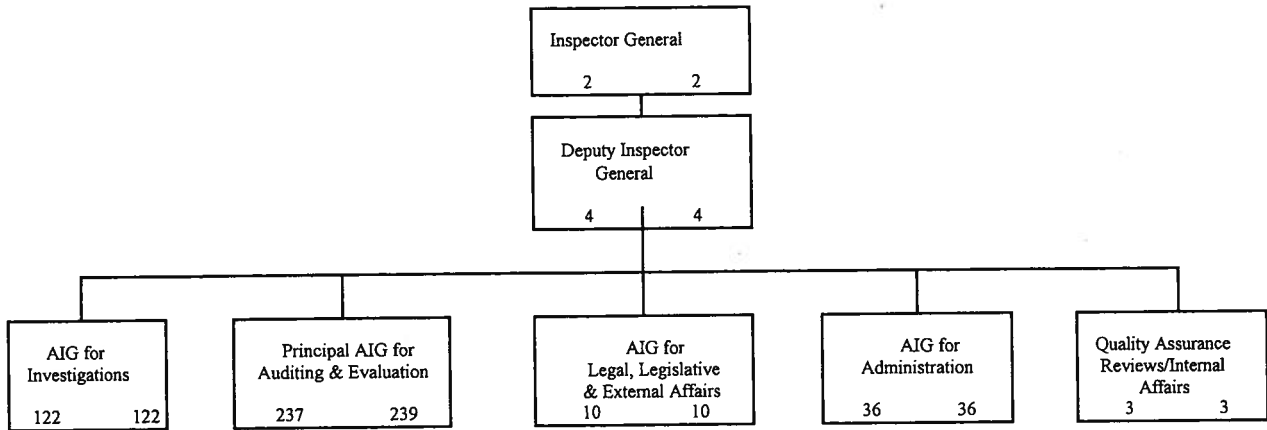 Inspector General
2 2
Deputy Inspector
General
4 4
AIG for
Investigations
122 122
Principal AIG for
Auditing & Evaluation
237 239
AIG for
Legal, Legislative
& External Affairs
10 10
AIG for
Administration
36 36
Quality Assurance
Reviews/Internal
Affairs
3 3